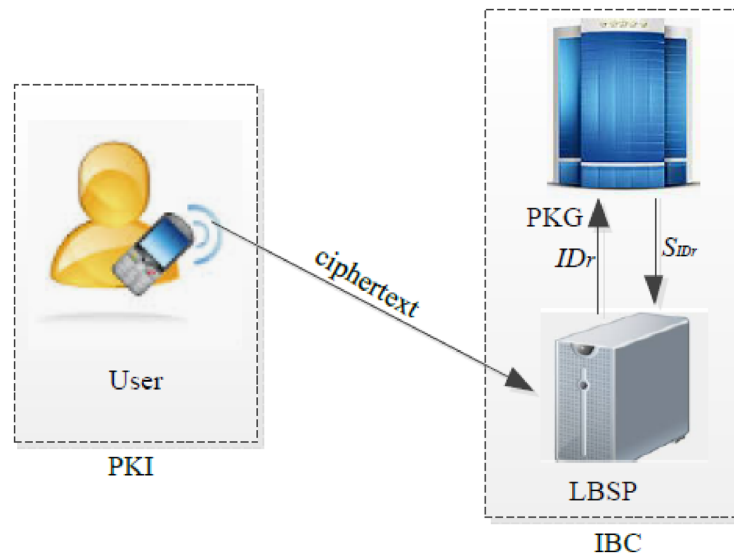 User
PKI
ciphertext
PKG
IDr
SIDr
LBSP
IBC